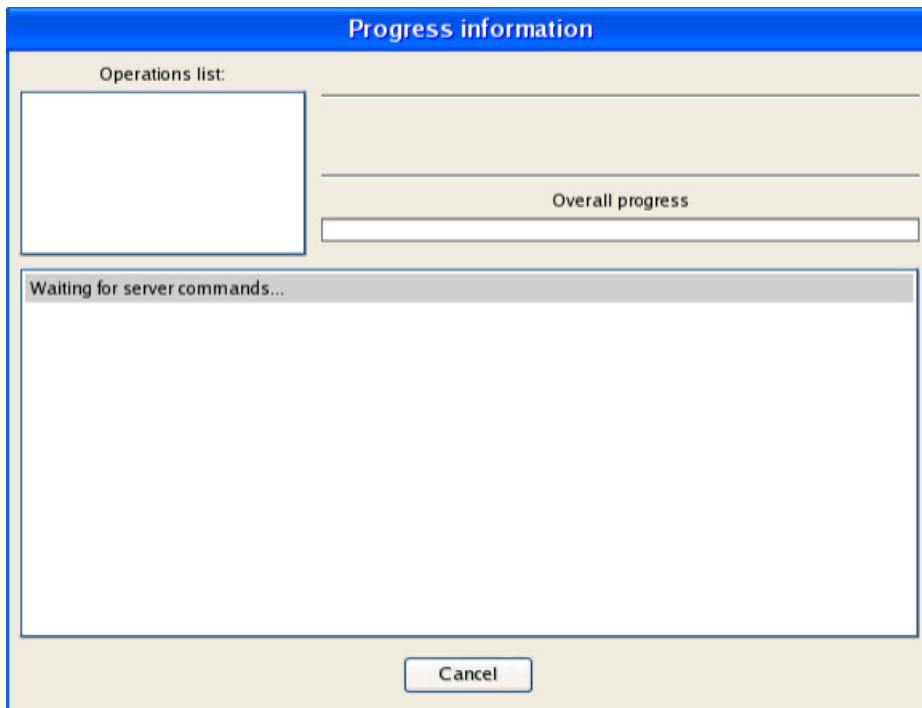 Progress information
Operations list:
Overall progress
Waiting for server commands...
Cancel